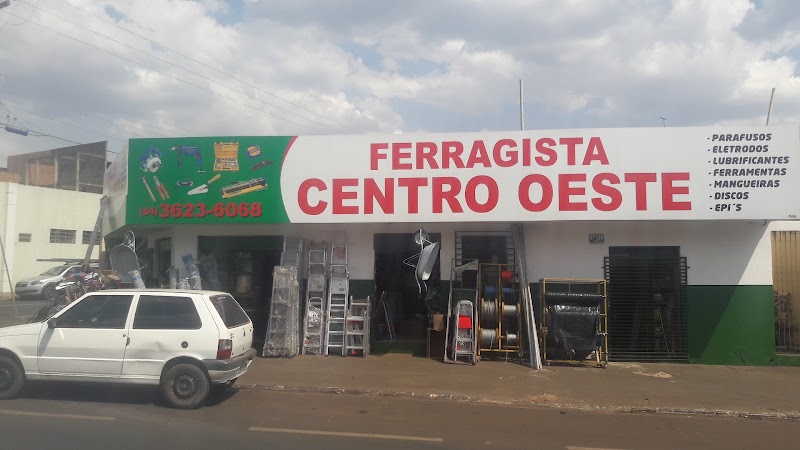 FERRAGISTA
CENTRO OESTE
(64) 3623-6068
- PARAFUSOS
- ELETRODOS
- LUBRIFICANTES
- FERRAMENTAS
- MANGUEIRAS
- DISCOS
- EPI´S